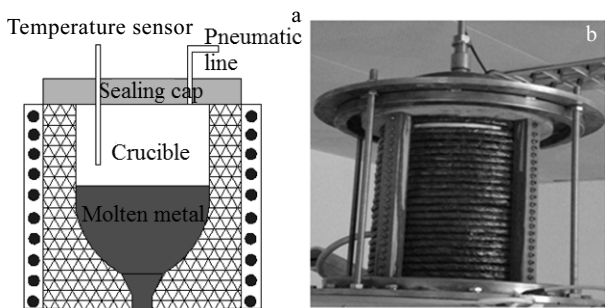 a
Temperature sensor
Pneumatic
line
Sealing cap
Crucible
Molten metal
b